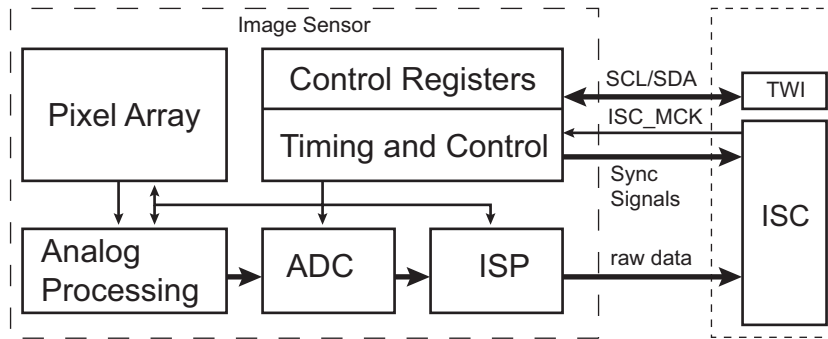 Image Sensor
Pixel Array
Control Registers
Timing and Control
SCL/SDA
TWI
ISC_MCK
Sync
Signals
ISC
Analog
Processing
ADC
ISP
raw data